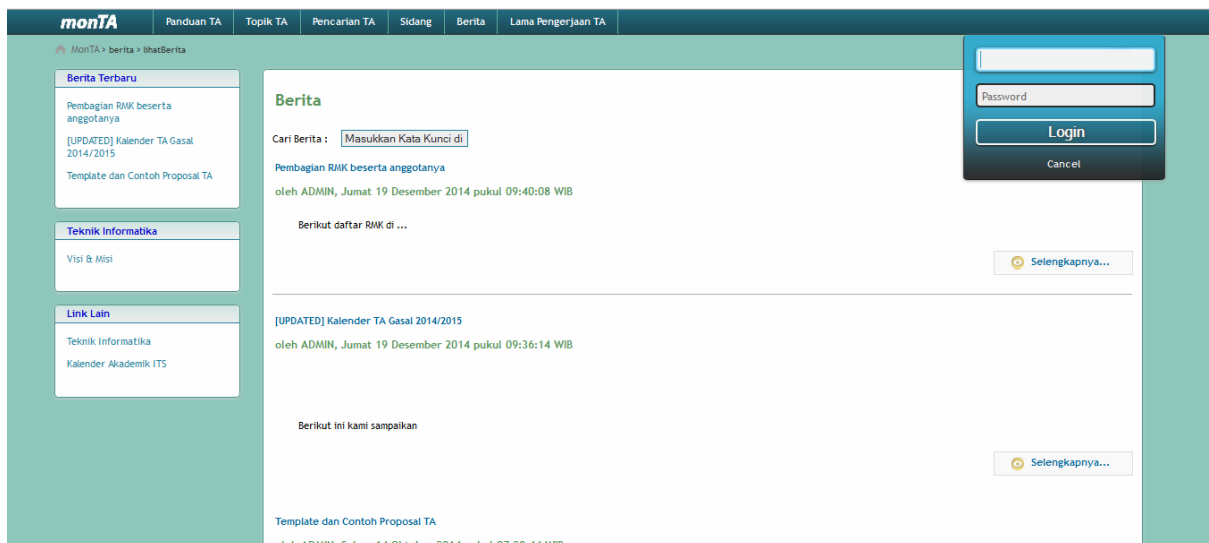 monTA
Panduan TA
Topik TA
Pencarian TA
Sidang
Berita
Lama Pengerjaan TA
MonTA > berita > lihatBerita
Password
Login
Cancel
Berita Terbaru
Pembagian RMK beserta
anggotanya
[UPDATED] Kalender TA Gasal
2014/2015
Template dan Contoh Proposal TA
Teknik Informatika
Visi & Misi
Link Lain
Teknik Informatika
Kalender Akademik ITS
Berita
Cari Berita : Masukkan Kata Kunci di
Pembagian RMK beserta anggotanya
oleh ADMIN, Jumat 19 Desember 2014 pukul 09:40:08 WIB
Berikut daftar RMK di ...
Selengkapnya...
[UPDATED] Kalender TA Gasal 2014/2015
oleh ADMIN, Jumat 19 Desember 2014 pukul 09:36:14 WIB
Berikut ini kami sampaikan
Selengkapnya...
Template dan Contoh Proposal TA